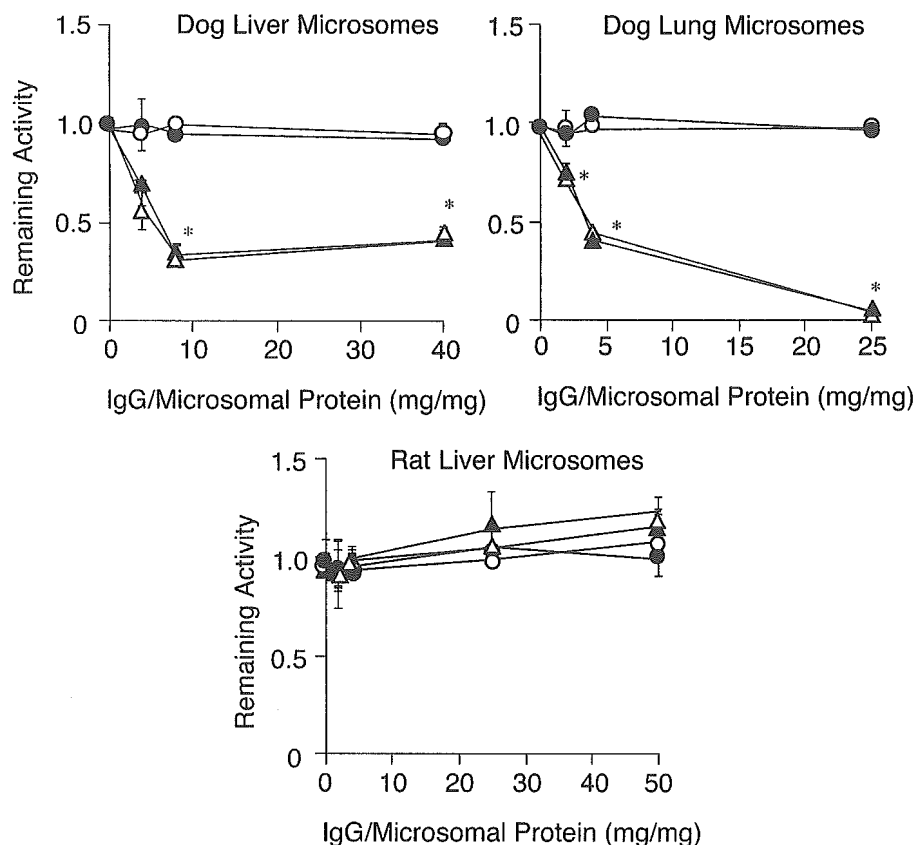 Dog Liver Microsomes
Remaining Activity
1.5
1.0
0.5
0
*
*
0 10 20 30 40
IgG/Microsomal Protein (mg/mg)
Dog Lung Microsomes
1.5
1.0
0.5
0
*
*
*
0 5 10 15 20 25
IgG/Microsomal Protein (mg/mg)
Rat Liver Microsomes
Remaining Activity
1.5
1.0
0.5
0
0 10 20 30 40 50
IgG/Microsomal Protein (mg/mg)